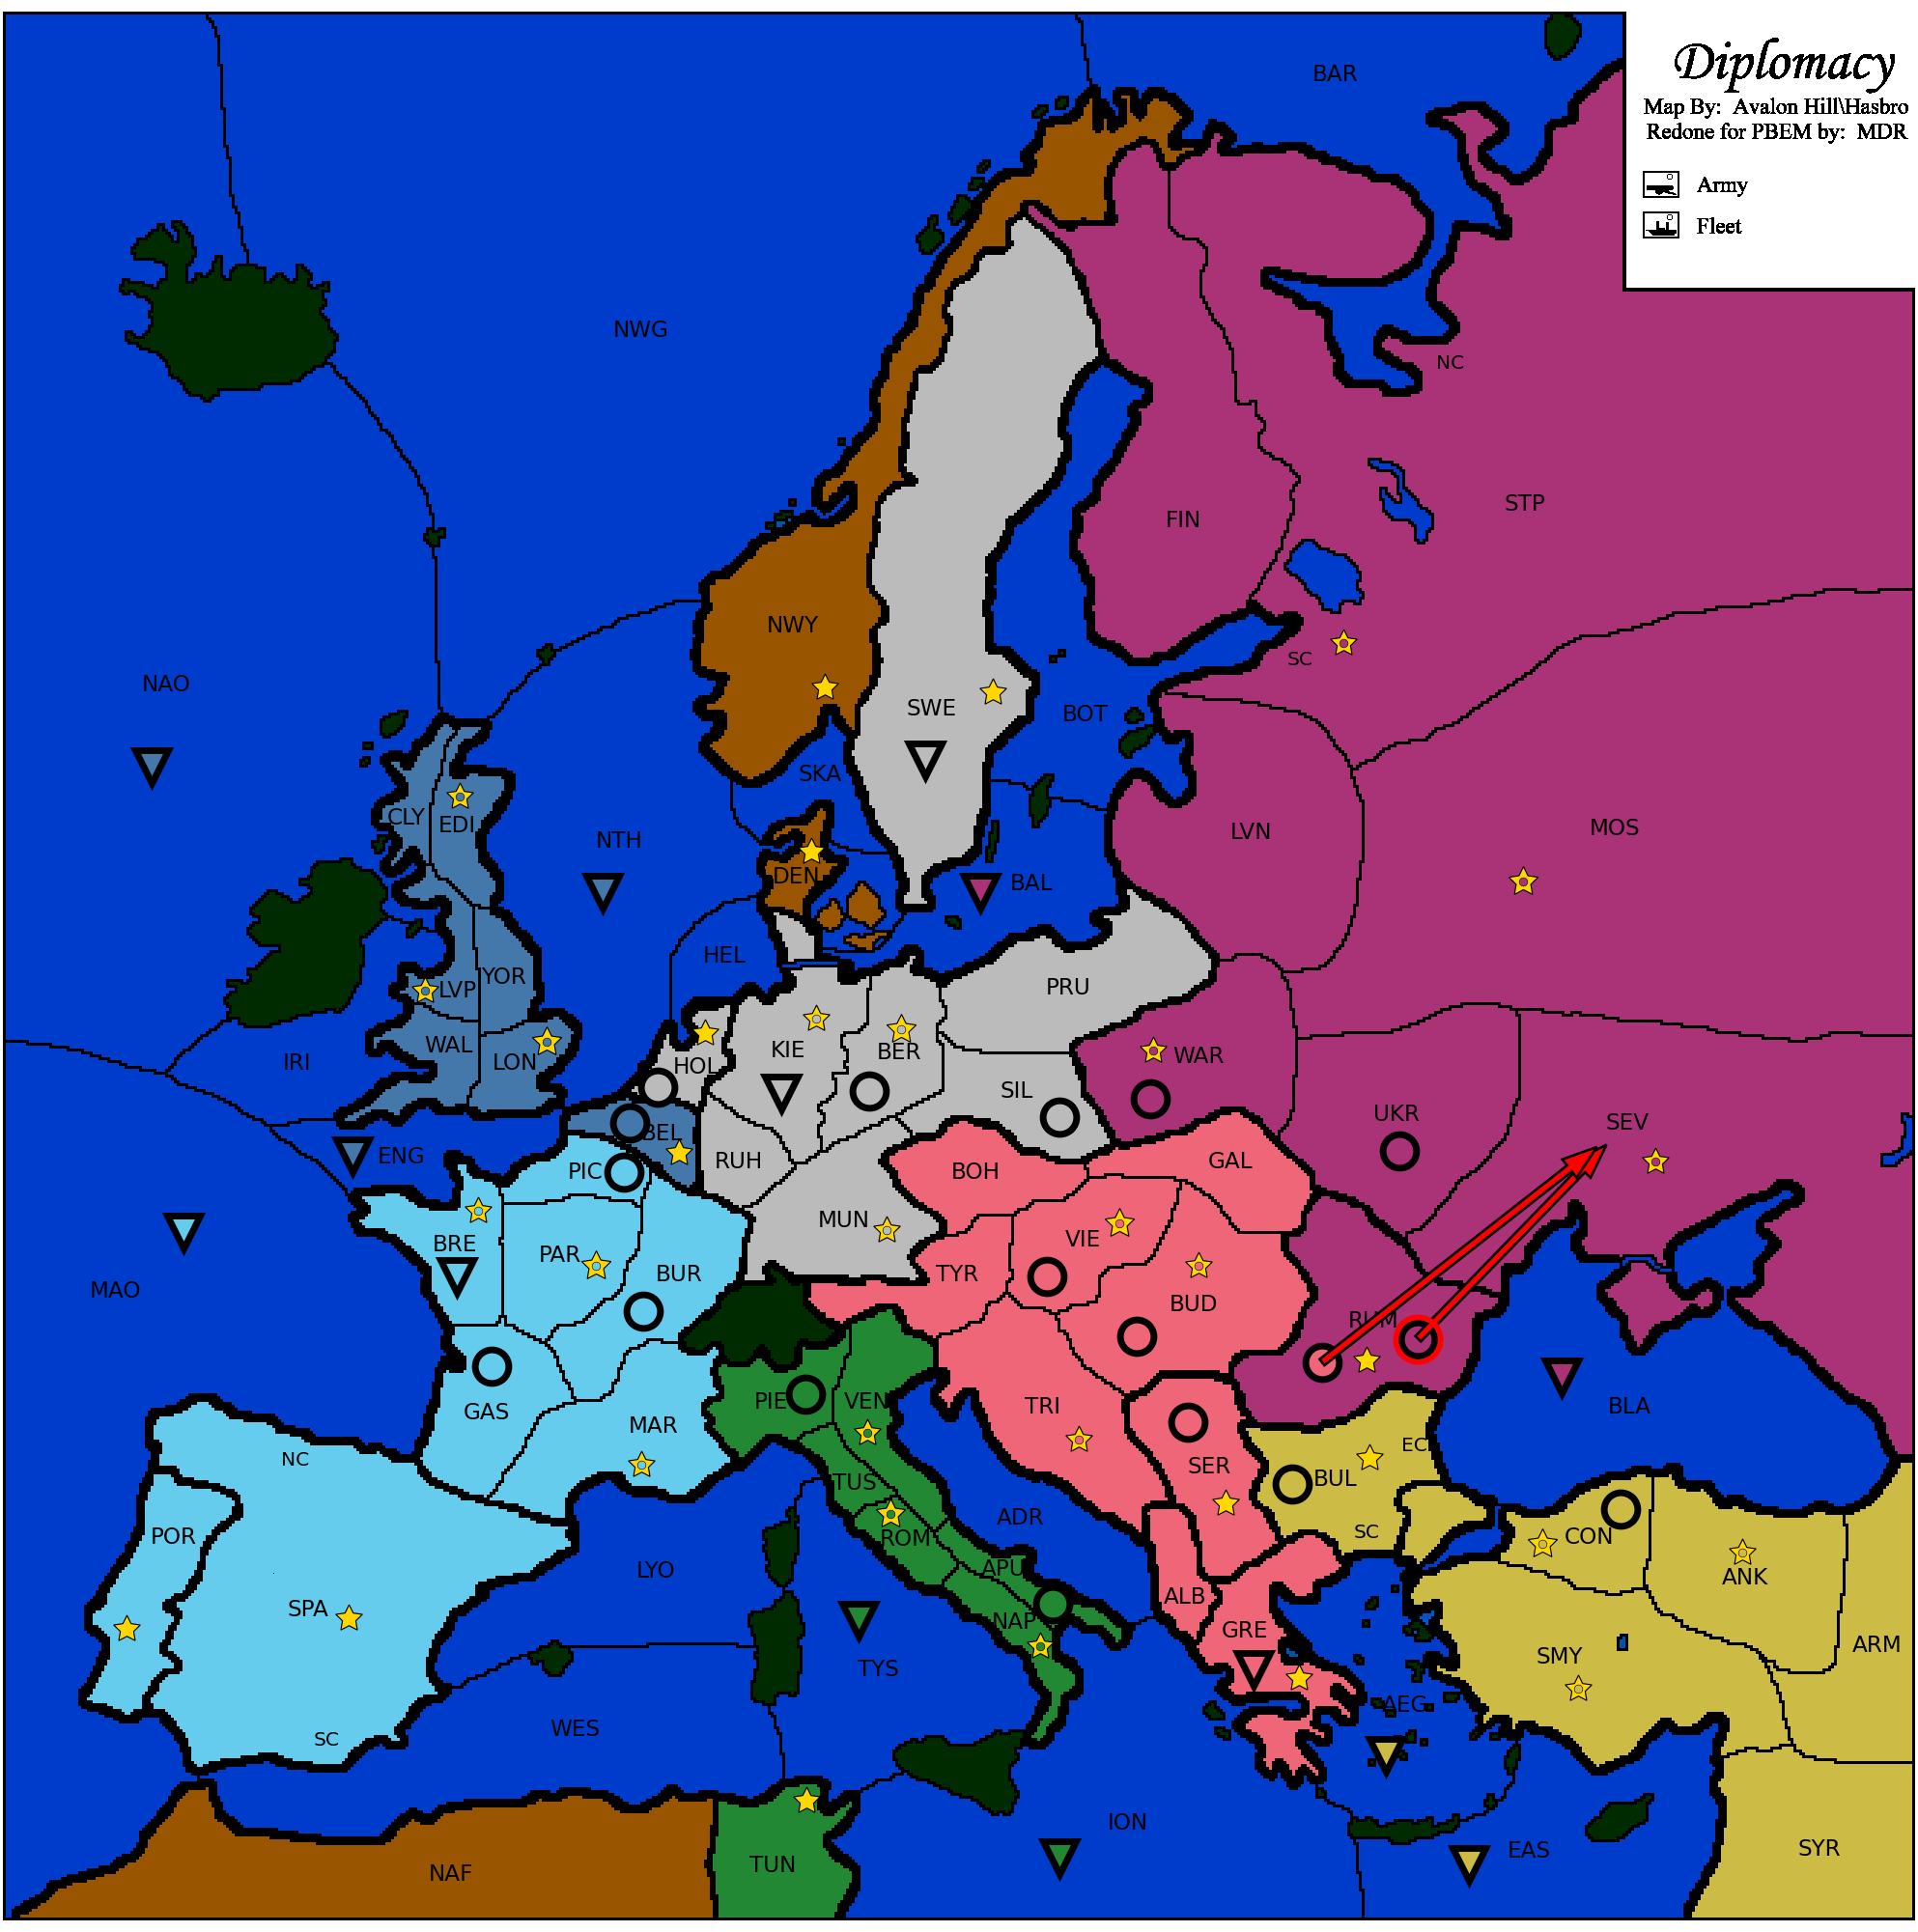 Diplomacy
Map By: Avalon Hill\Hasbro
Redone for PBEM by: MDR
Army
Fleet
BAR
NWG
NC
STP
FIN
NWY
SC
NAO
SWE
BOT
SKA
CLY
EDI
NTH
LVN
MOS
DEN
BAL
HEL
YOR
LVP
PRU
WAL
LON
IRI
HOL
KIE
BER
WAR
SIL
UKR
SEV
BEL
ENG
PIC
RUH
BOH
GAL
MUN
BRE
PAR
VIE
BUR
TYR
MAO
BUD
RUM
PIE
VEN
GAS
MAR
TRI
BLA
NC
EC
SER
BUL
TUS
POR
ADR
SC
CON
ROM
LYO
APU
ANK
SPA
ALB
NAP
GRE
ARM
SMY
TYS
AEG
WES
SC
ION
EAS
SYR
TUN
NAF